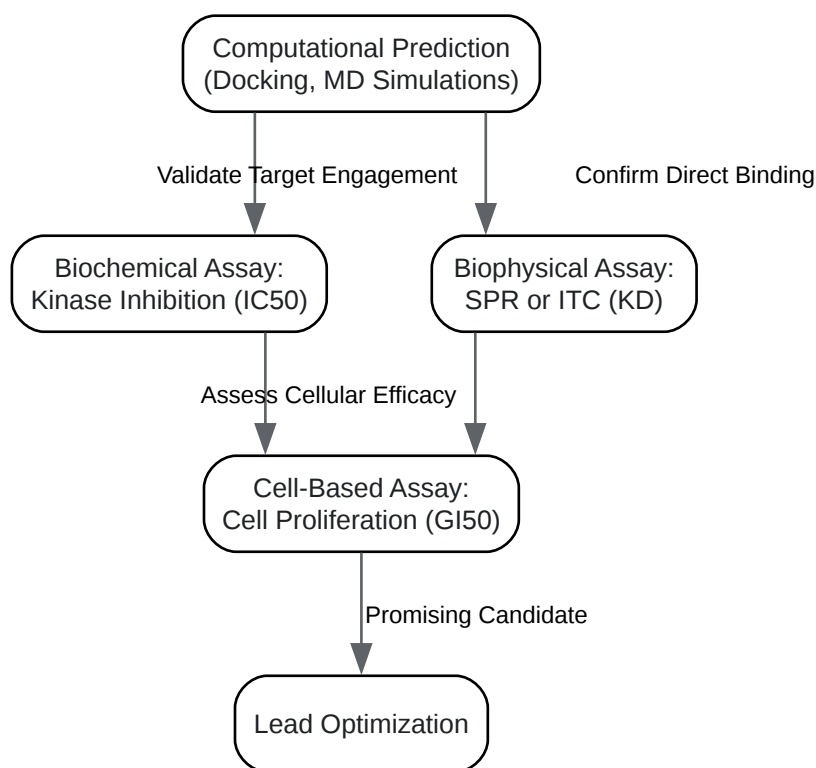 Computational Prediction
(Docking, MD Simulations)
Validate Target Engagement
Confirm Direct Binding
Biochemical Assay:
Kinase Inhibition (IC50)
Biophysical Assay:
SPR or ITC (KD)
Assess Cellular Efficacy
Cell-Based Assay:
Cell Proliferation (GI50)
Promising Candidate
Lead Optimization